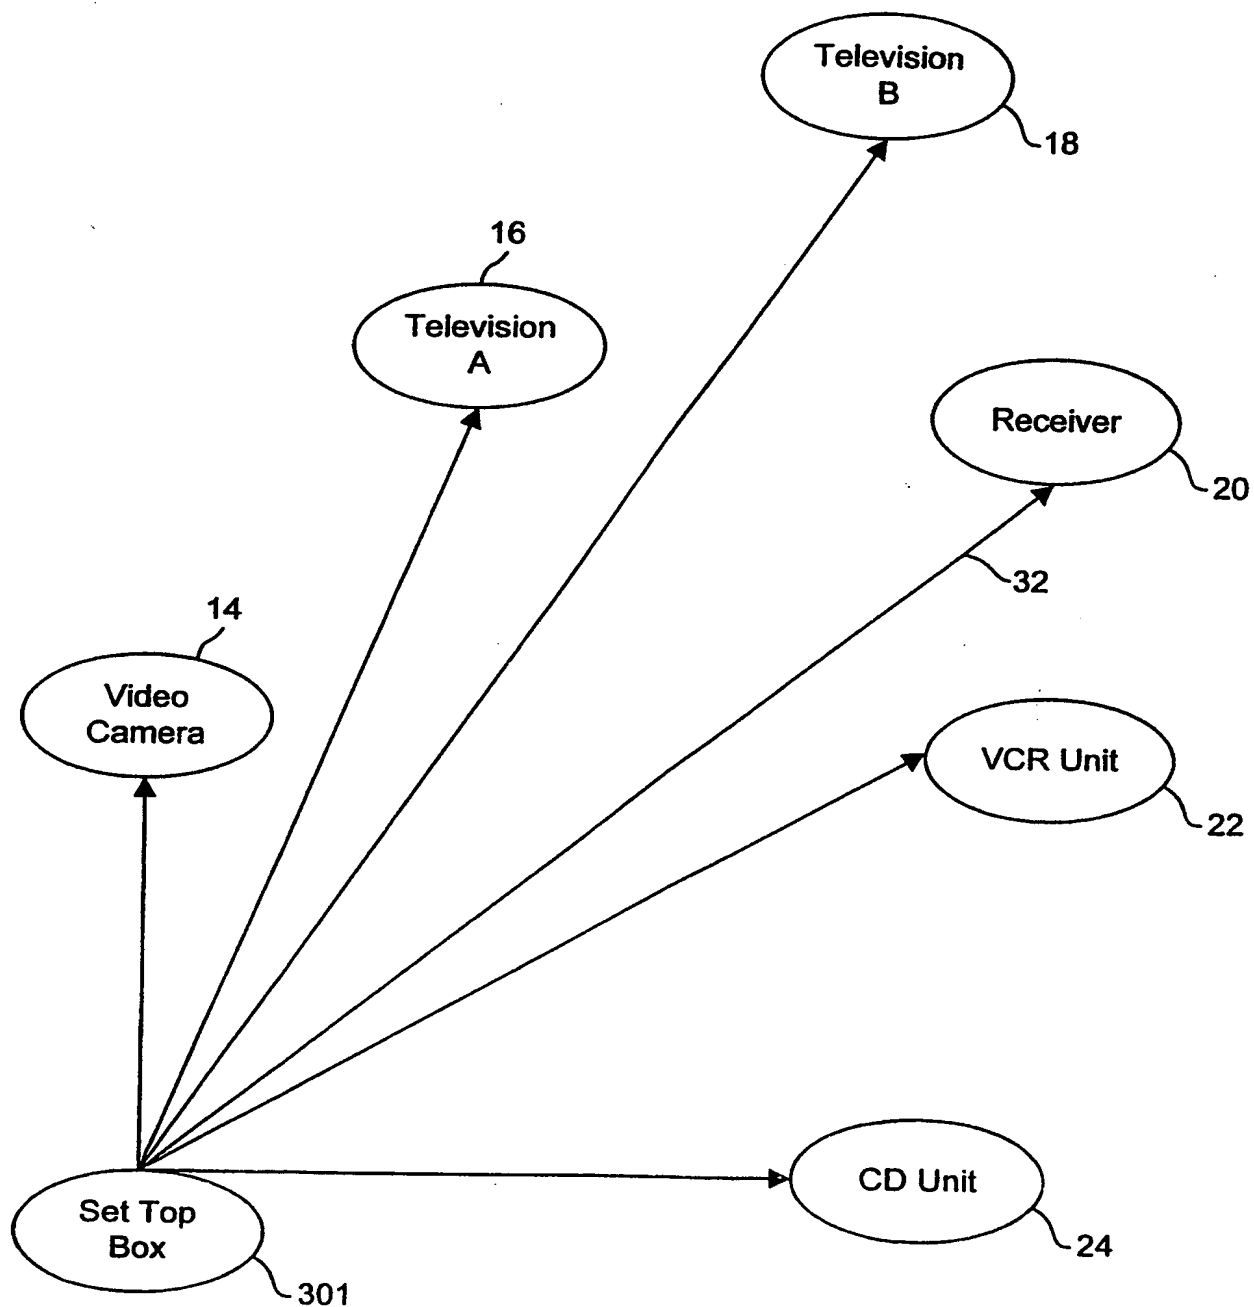 Television
B
18
16
Television
A
Receiver
20
32
14
Video
Camera
VCR Unit
22
CD Unit
24
Set Top
Box
301